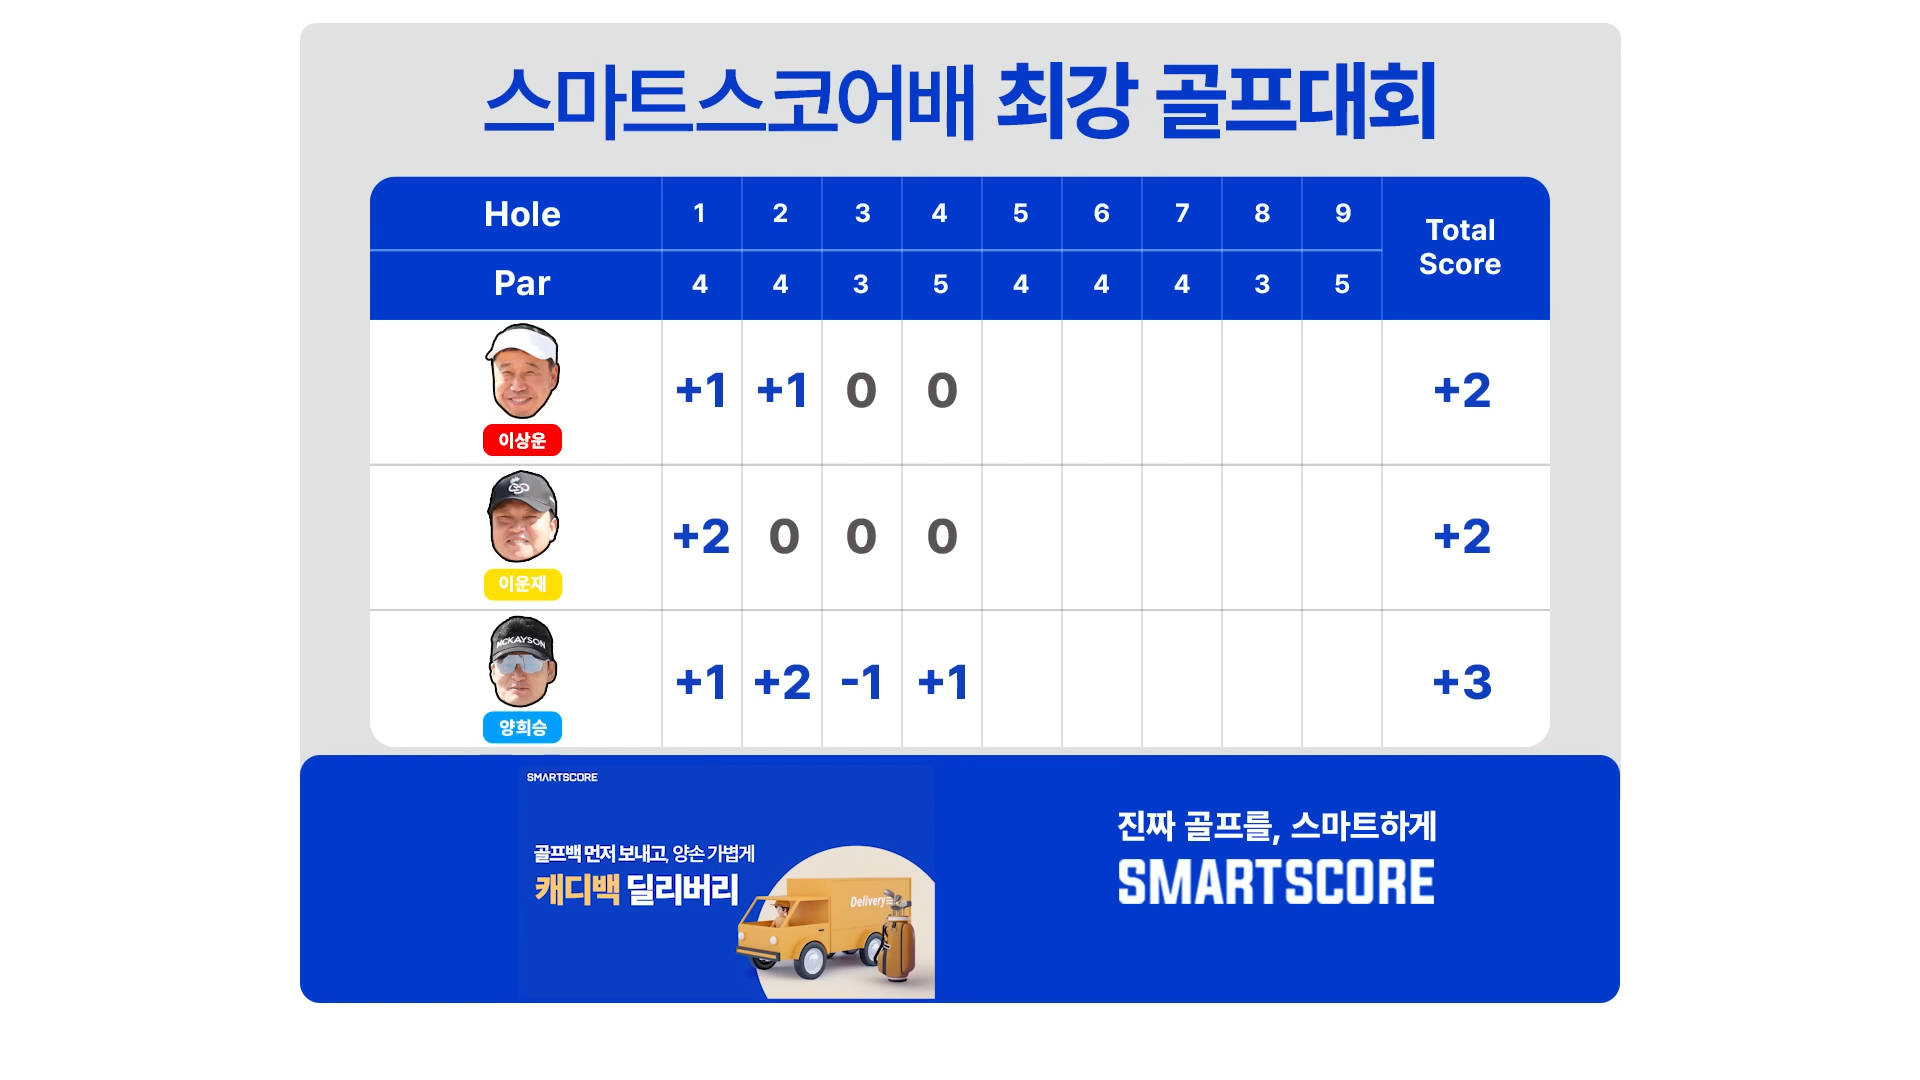 스마트스코어배 최강 골프대회
Hole 1 2 3 4 5 6 7 8 9 Total Score
Par 4 4 3 5 4 4 4 3 5
+1 +1 0 0 +2
이상운
+2 0 0 0 +2
이운재
MCKAYSON
+1 +2 -1 +1 +3
양희승
SMARTSCORE
골프백 먼저 보내고, 양손 가볍게
캐디백 딜리버리
Delivery
진짜 골프를, 스마트하게
SMARTSCORE